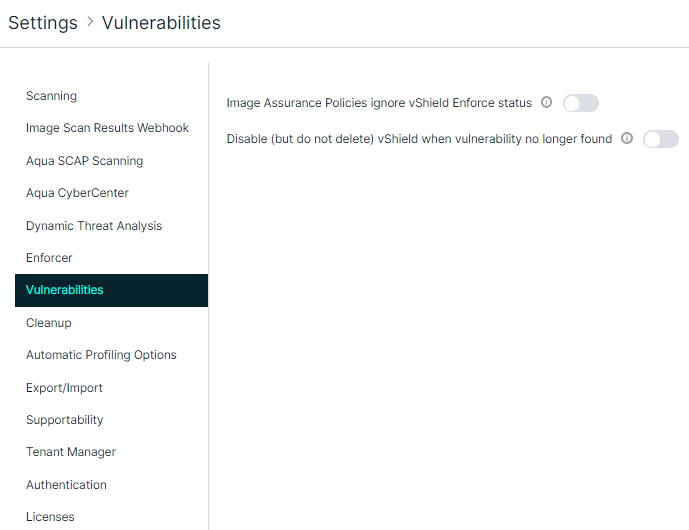 Settings > Vulnerabilities
Scanning
Image Scan Results Webhook
Aqua SCAP Scanning
Aqua CyberCenter
Dynamic Threat Analysis
Enforcer
Vulnerabilities
Cleanup
Automatic Profiling Options
Export/Import
Supportability
Tenant Manager
Authentication
Licenses
Image Assurance Policies ignore vShield Enforce status
Disable (but do not delete) vShield when vulnerability no longer found